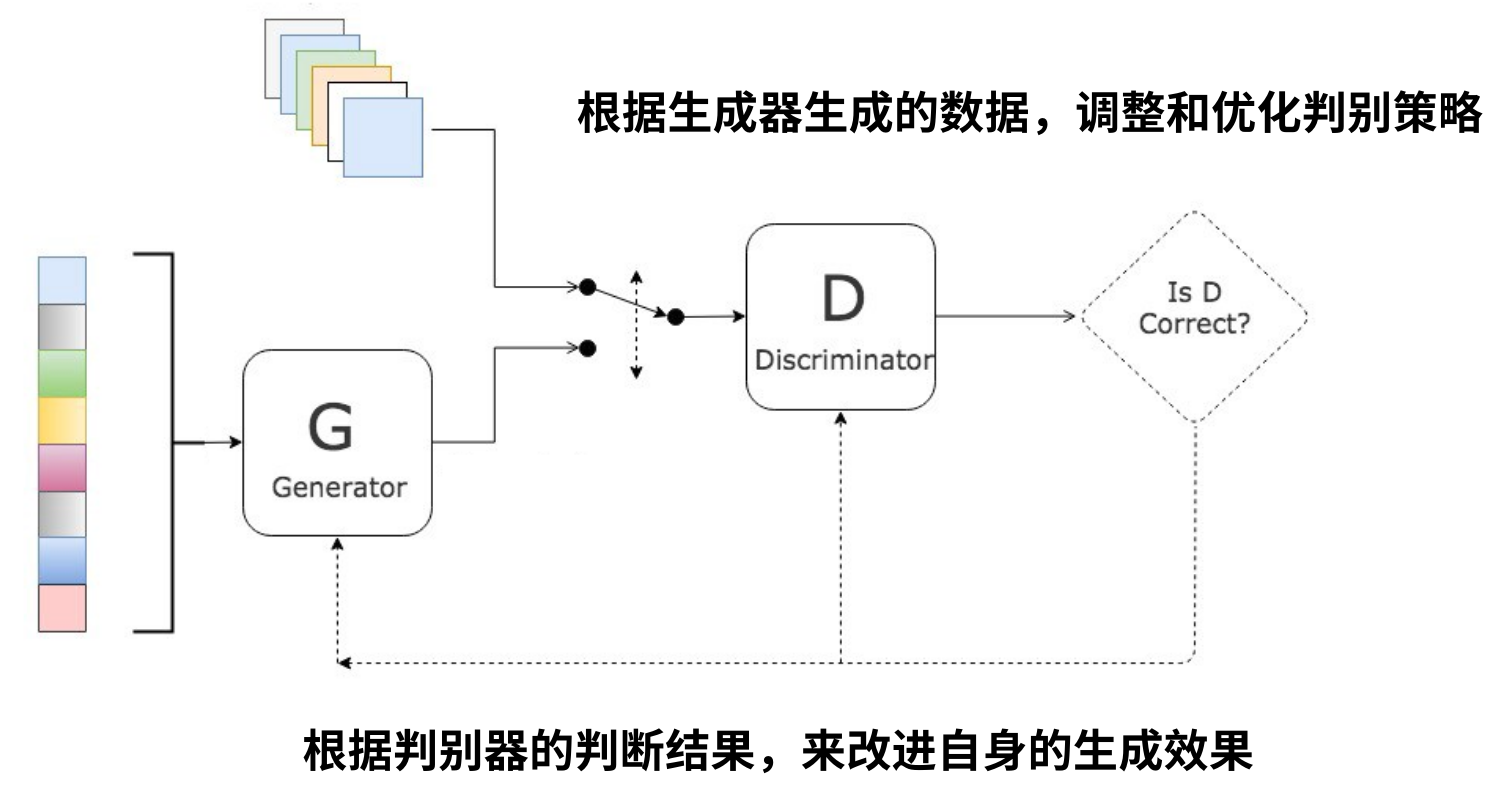 根据生成器生成的数据，调整和优化判别策略
D
Discriminator
Is D
Correct?
G
Generator
根据判别器的判断结果，来改进自身的生成效果